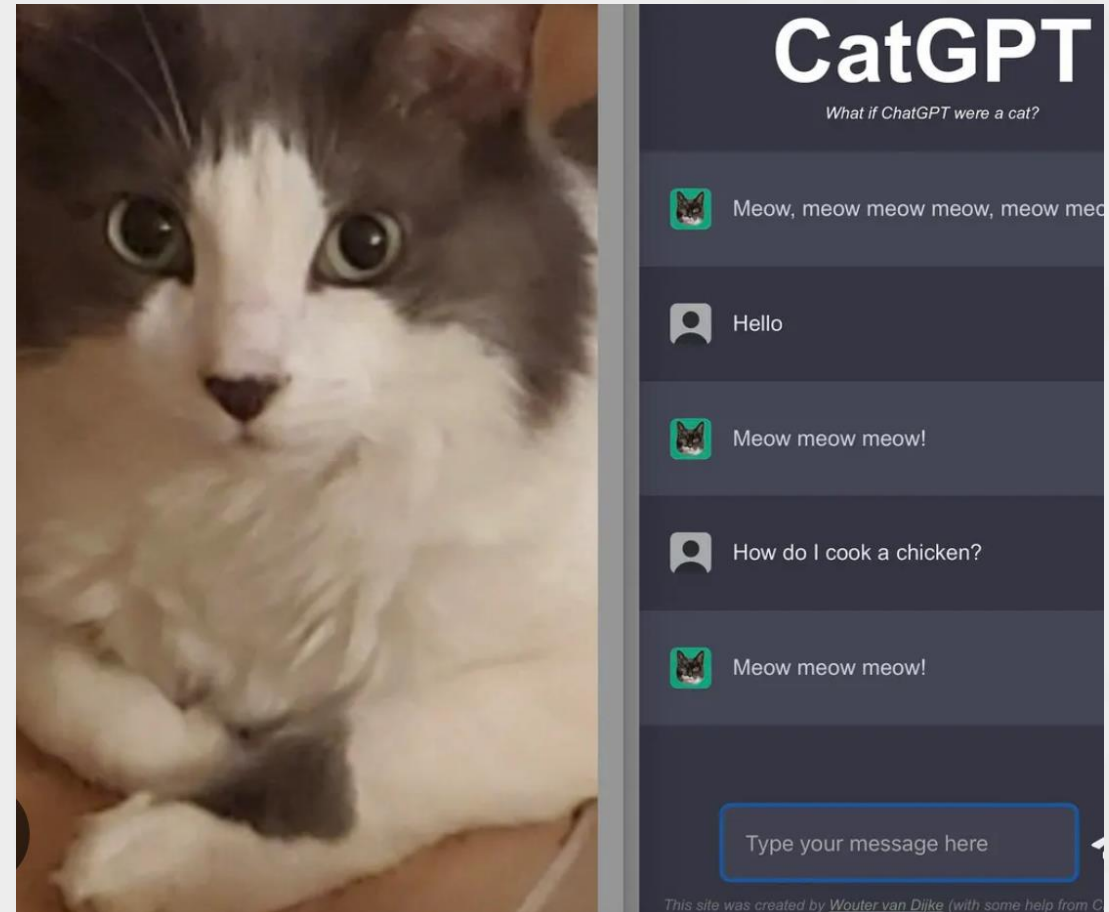 CatGPT
What if ChatGPT were a cat?
Meow, meow meow meow, meow
Hello
Meow meow meow!
How do I cook a chicken?
Meow meow meow!
Type your message here
This site was created by Wouter van Dijke (with some help from